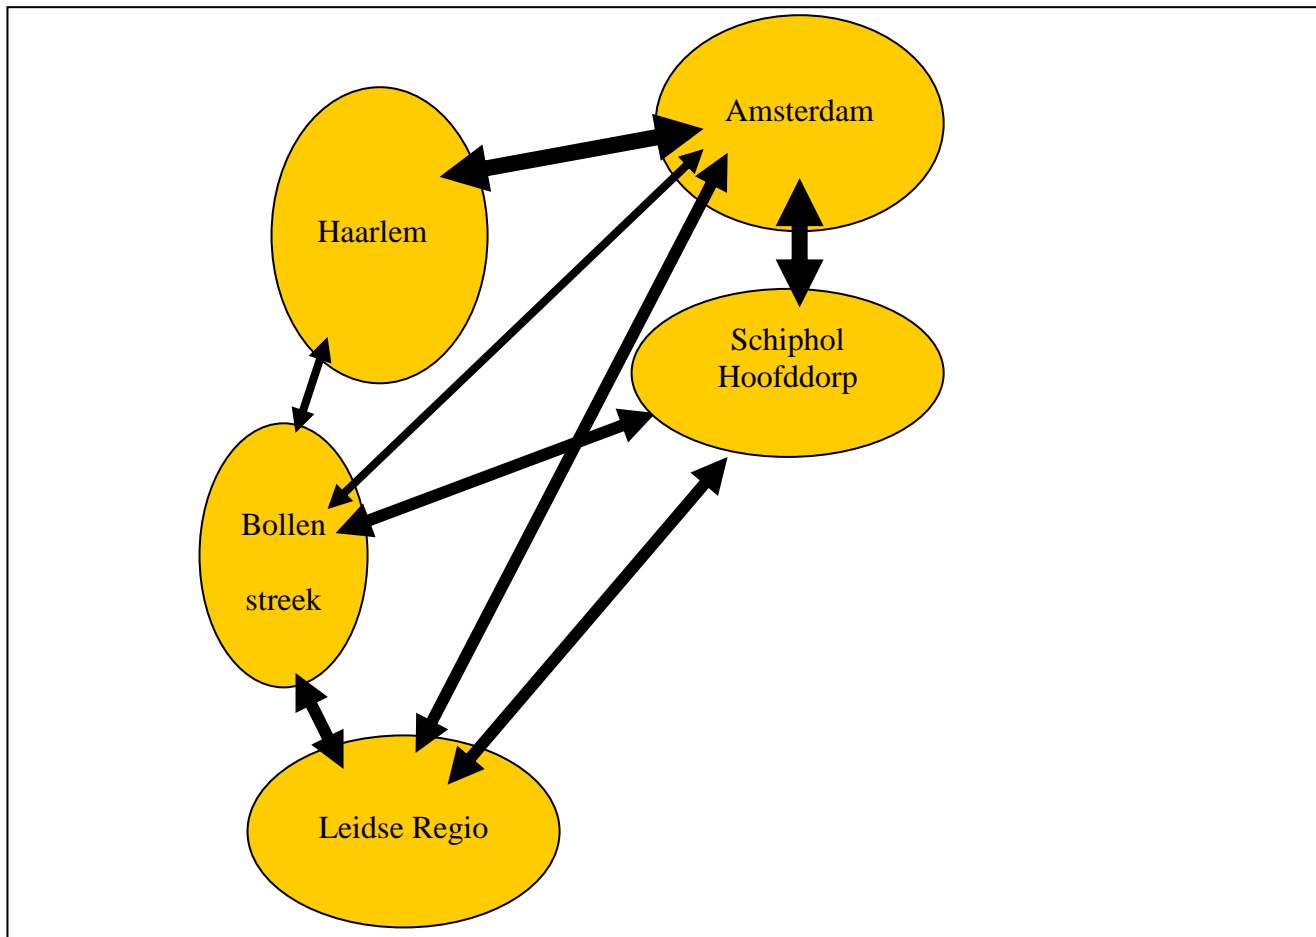 Amsterdam
Haarlem
Schiphol
Hoofddorp
Bollen
streek
Leidse Regio